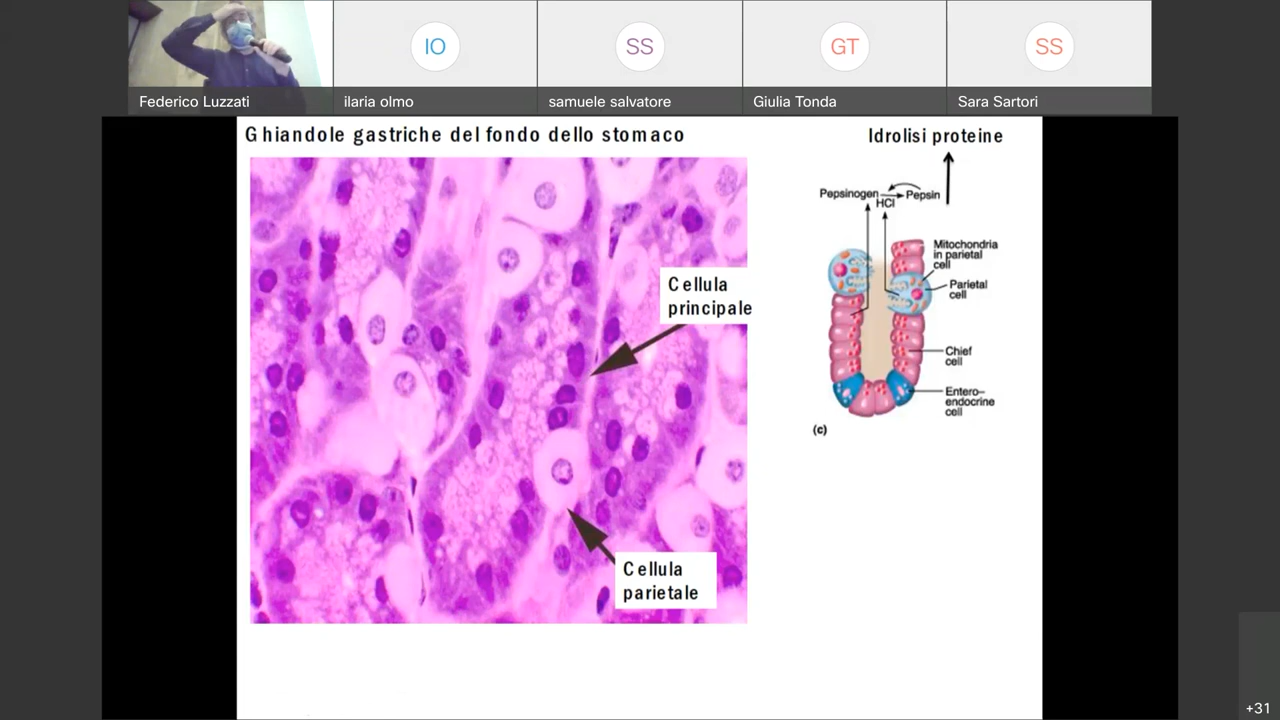 IO
SS
GT
SS
Federico Luzzati
ilaria olmo
samuele salvatore
Giulia Tonda
Sara Sartori
Ghiandole gastriche del fondo dello stomaco
Cellula
principale
Cellula
parietale
Idrolisi proteine
Pepsinogen
Pepsin
HCl
Mitochondria
in parietal
cell
Parietal
cell
Chief
cell
Entero–
endocrine
cell
(c)
+31